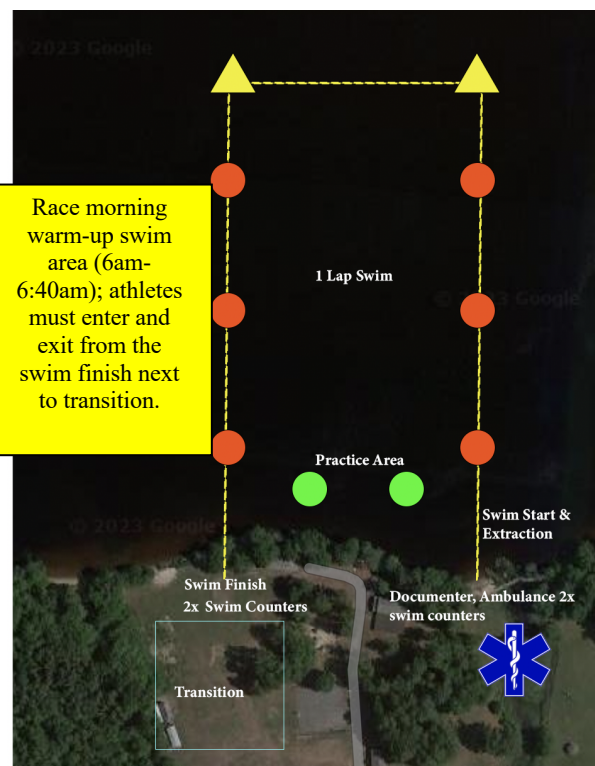 © 2023 Google
Race morning
warm-up swim
area (6am-
6:40am); athletes
must enter and
exit from the
swim finish next
to transition.
1 Lap Swim
© 2023 Google
Practice Area
Swim Start &
Extraction
© 2023 Google
Swim Finish
2x Swim Counters
Documenter, Ambulance 2x
swim counters
Transition